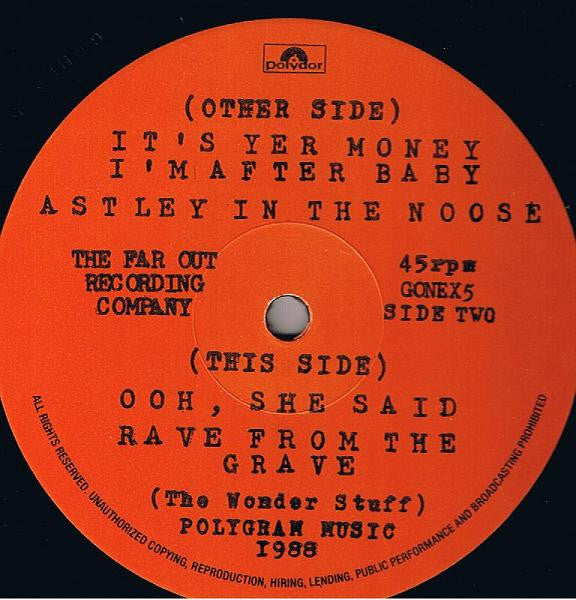 polydor
(OTHER SIDE)
IT'S YER MONEY
I'M AFTER BABY
ASTLEY IN THE NOOSE
THE FAR OUT
RECORDING
COMPANY
45rpm
GONEX5
SIDE TWO
(THIS SIDE)
OOH, SHE SAID
RAVE FROM THE
GRAVE
(The Wonder Stuff)
POLYGRAM MUSIC
1988
ALL RIGHTS RESERVED. UNAUTHORIZED COPYING, REPRODUCTION, HIRING, LENDING, PUBLIC PERFORMANCE AND BROADCASTING PROHIBITED